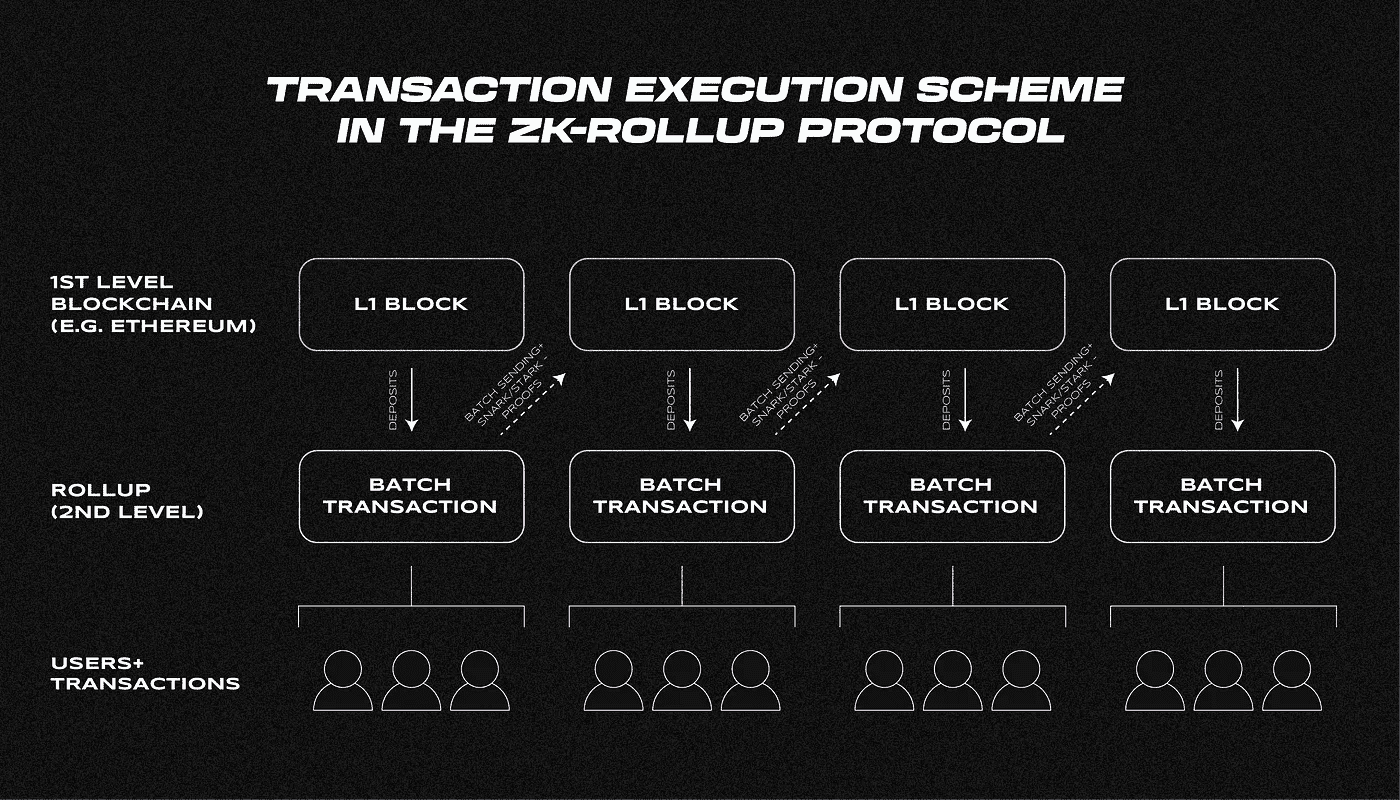 TRANSACTION EXECUTION SCHEME
IN THE ZK-ROLLUP PROTOCOL
1ST LEVEL
BLOCKCHAIN
(E.G. ETHEREUM)
L1 BLOCK
L1 BLOCK
L1 BLOCK
L1 BLOCK
DEPOSITS
BATCH SENDING+
SNARK/STARK -
PROOFS
DEPOSITS
BATCH SENDING+
SNARK/STARK -
PROOFS
DEPOSITS
BATCH SENDING+
SNARK/STARK -
PROOFS
DEPOSITS
ROLLUP
(2ND LEVEL)
BATCH
TRANSACTION
BATCH
TRANSACTION
BATCH
TRANSACTION
BATCH
TRANSACTION
USERS+
TRANSACTIONS